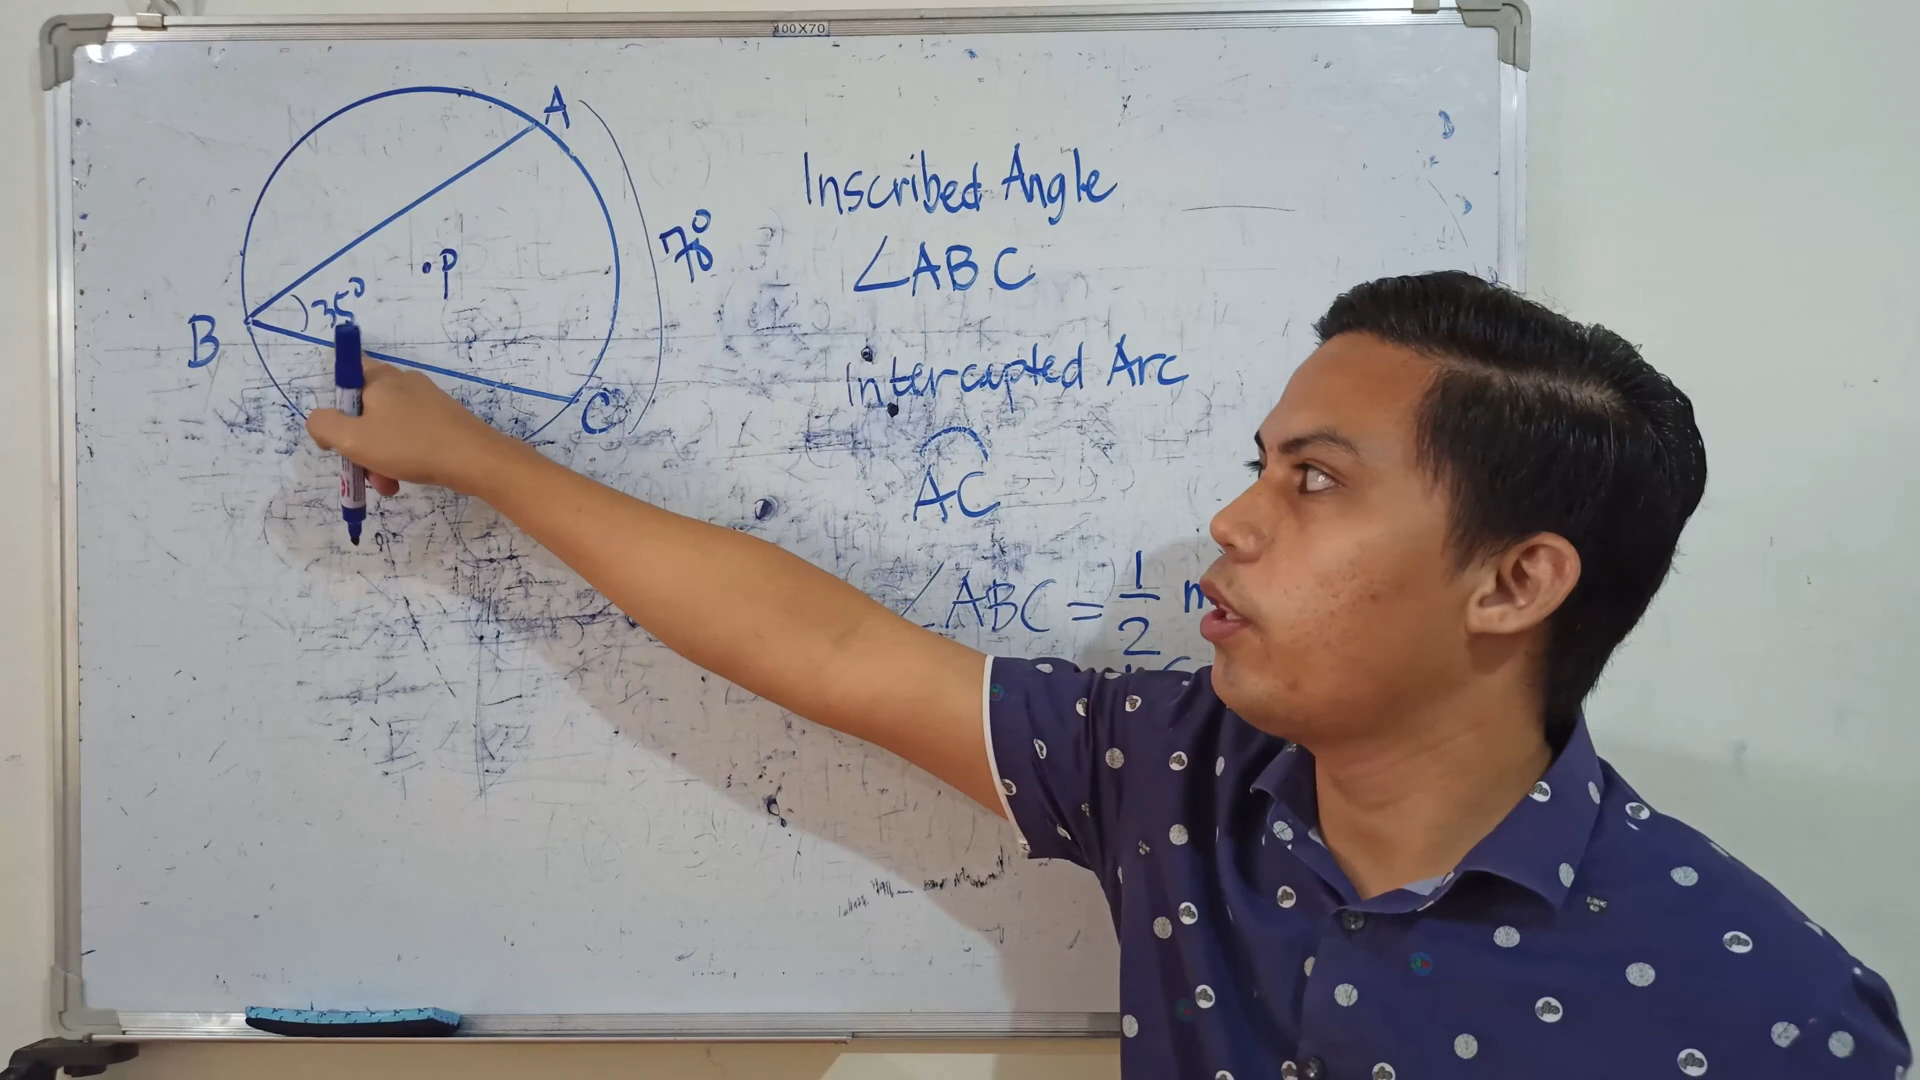 100X70
A
78°
P
35°
B
C
Inscribed Angle
∠ABC
Intercepted Arc
AC
∠ABC = 1/2 m